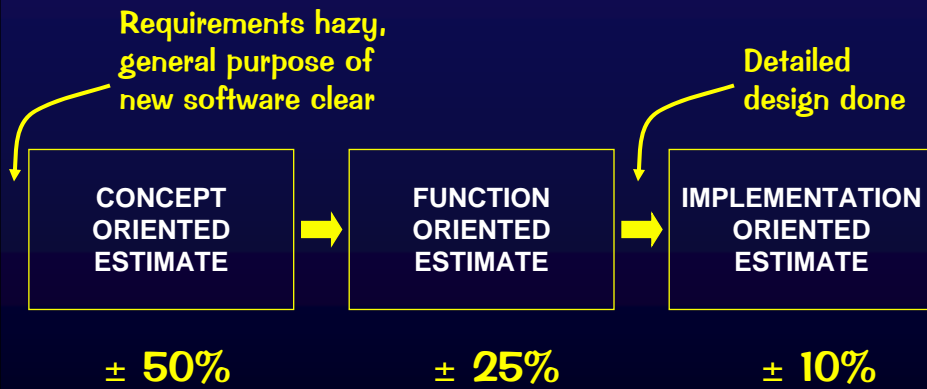 Requirements hazy,
general purpose of
new software clear
Detailed
design done
CONCEPT
ORIENTED
ESTIMATE
FUNCTION
ORIENTED
ESTIMATE
IMPLEMENTATION
ORIENTED
ESTIMATE
± 50%
± 25%
± 10%